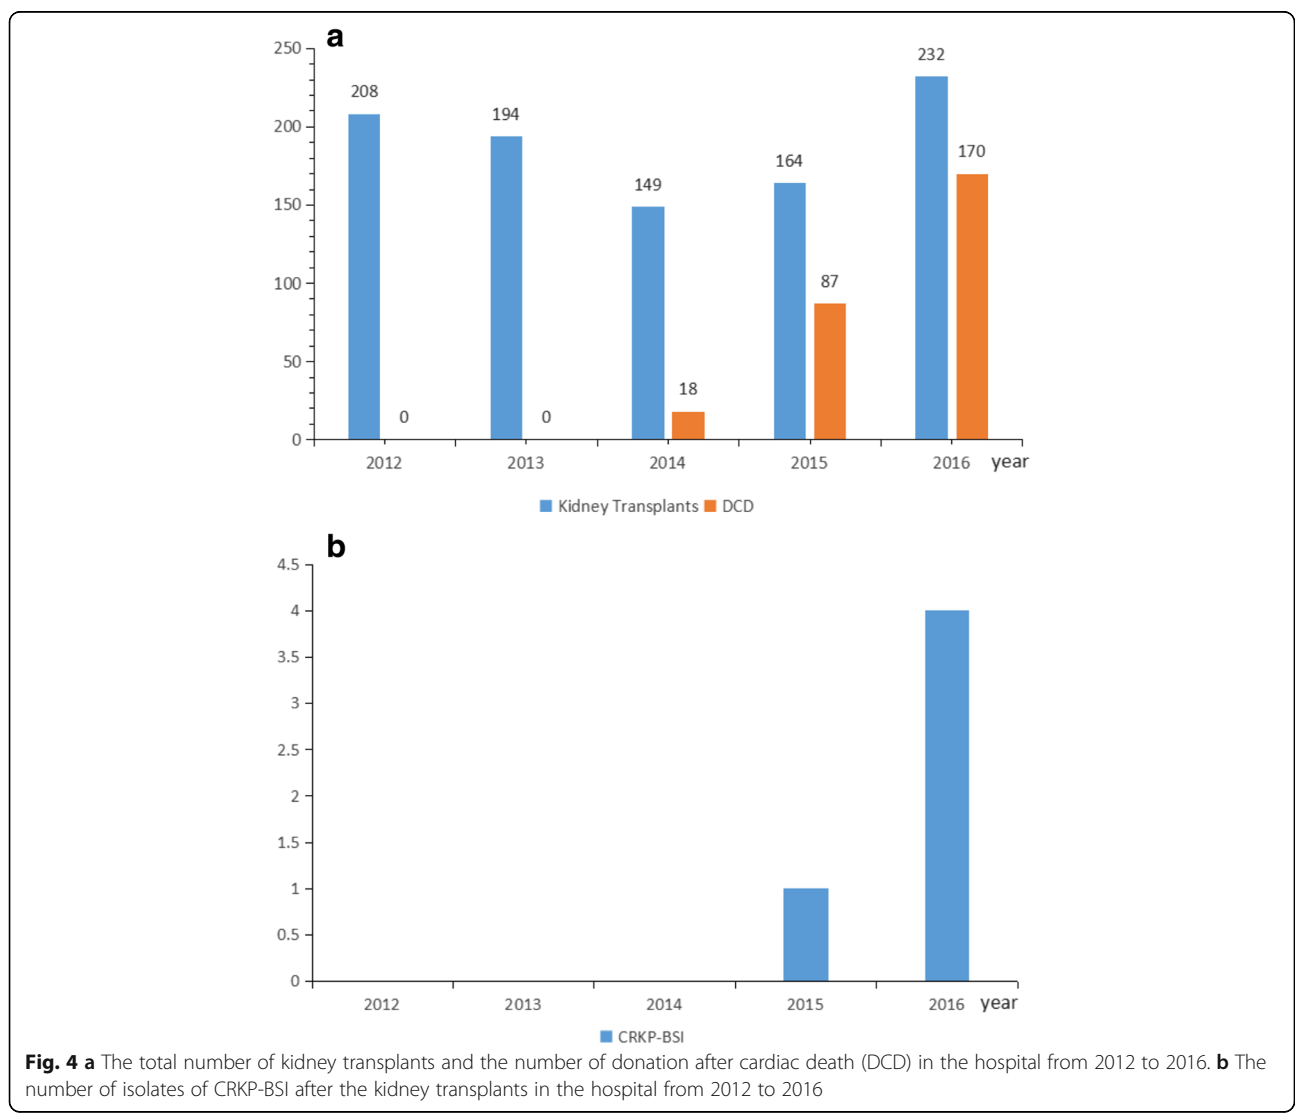 a
250
200
150
100
50
0
208 0 194 0 149 18 164 87 232 170
2012 2013 2014 2015 2016 year
Kidney Transplants DCD
b
4.5
4
3.5
3
2.5
2
1.5
1
0.5
0
2012 2013 2014 2015 2016 year
CRKP-BSI
Fig. 4 a The total number of kidney transplants and the number of donation after cardiac death (DCD) in the hospital from 2012 to 2016. b The
number of isolates of CRKP-BSI after the kidney transplants in the hospital from 2012 to 2016